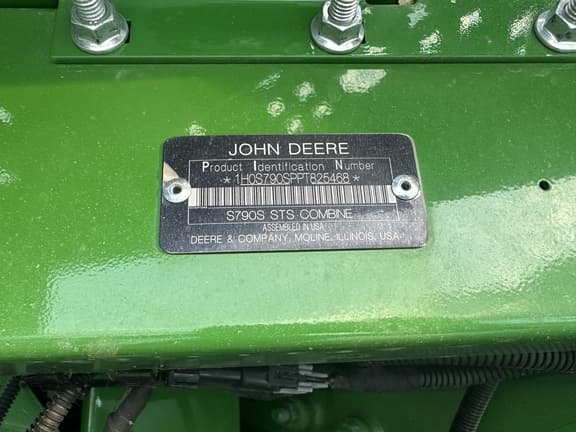 JOHN DEERE
Product Identification Number
*1H0S790SPPT825468*
S790S STS COMBINE
ASSEMBLED IN USA
DEERE & COMPANY, MOLINE, ILLINOIS, USA